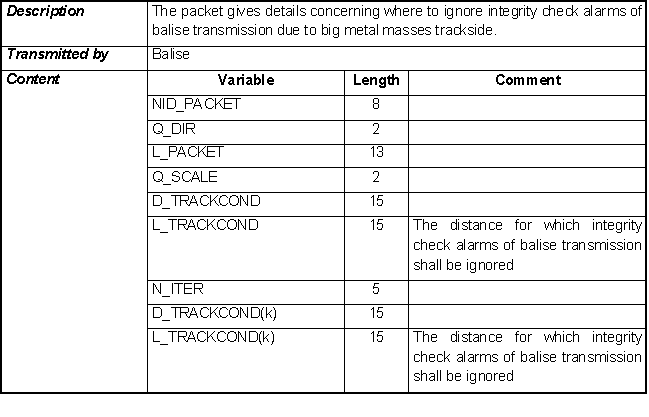 Description The packet gives details concerning where to ignore integrity check alarms of
balise transmission due to big metal masses trackside.
Transmitted by Balise
Content Variable Length Comment
NID_PACKET 8
Q_DIR 2
L_PACKET 13
Q_SCALE 2
D_TRACKCOND 15
L_TRACKCOND 15 The distance for which integrity
check alarms of balise transmission
shall be ignored
N_ITER 5
D_TRACKCOND(k) 15
L_TRACKCOND(k) 15 The distance for which integrity
check alarms of balise transmission
shall be ignored